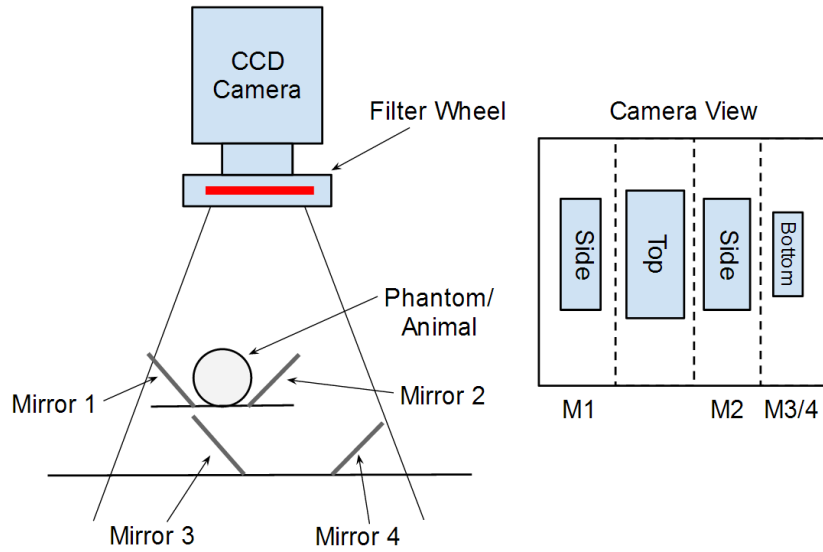 CCD
Camera
Filter Wheel
Phantom/
Animal
Mirror 1
Mirror 2
Mirror 3
Mirror 4
Camera View
Side
Top
Side
Bottom
M1
M2
M3/4